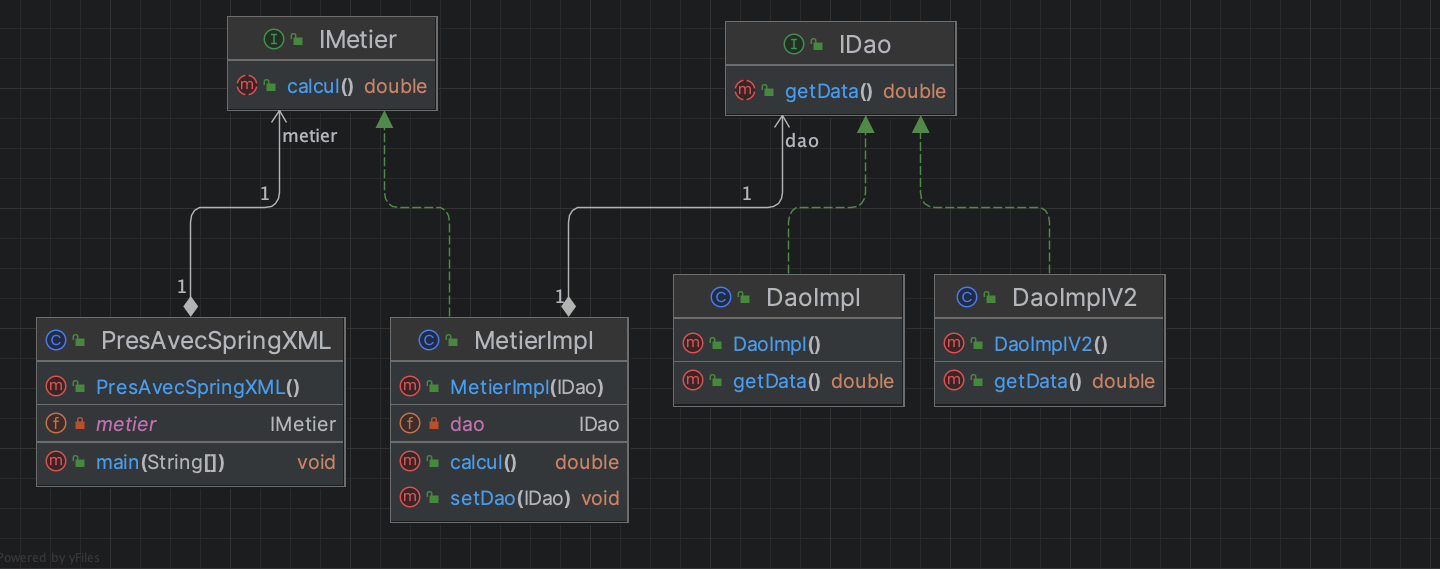 IMetier
calcul() double
IDao
getData() double
metier
dao
1
1
1
1
PresAvecSpringXML
PresAvecSpringXML()
metier IMetier
main(String[]) void
MetierImpl
MetierImpl(IDao)
dao IDao
calcul() double
setDao(IDao) void
DaoImpl
DaoImpl()
getData() double
DaoImplV2
DaoImplV2()
getData() double
Powered by yFiles